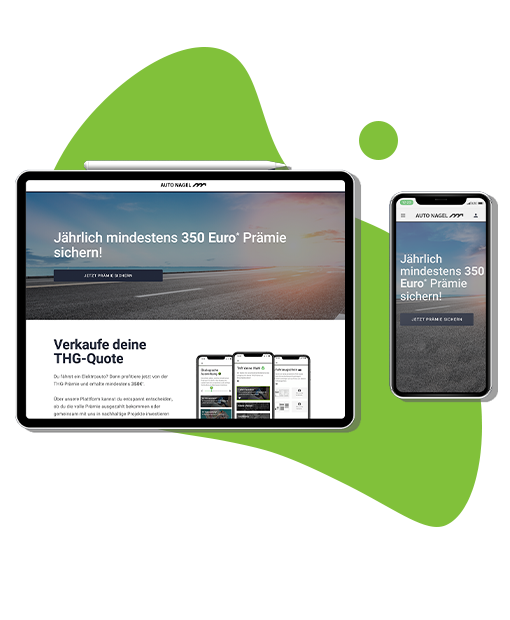 AUTO NAGEL
Jährlich mindestens 350 Euro* Prämie
sichern!
JETZT PRÄMIE SICHERN
Verkaufe deine
THG-Quote
Du fährst ein Elektroauto? Dann profitiere jetzt von der
THG-Prämie und erhalte mindestens 350€*.
Über unsere Plattform kannst du entspannt entscheiden,
ob du die volle Prämie ausgezahlt bekommen oder
gemeinsam mit uns in nachhaltige Projekte investieren
AUTO NAGEL
Jährlich
mindestens 350
Euro* Prämie
sichern!
JETZT PRÄMIE SICHERN